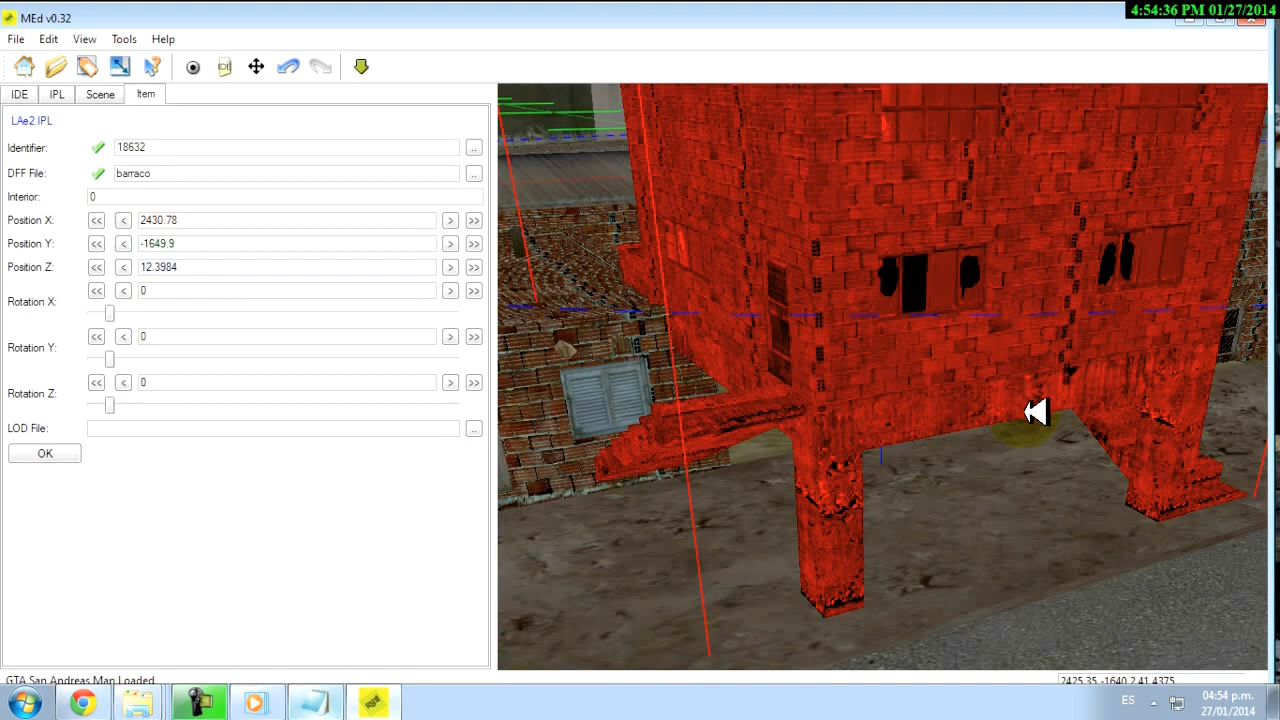 4:54:36 PM 01/27/2014
MEd v0.32
File Edit View Tools Help
IDE
IDE IPL Scene Item
LAe2.IPL
Identifier: 18632 ..
DFF File: barraco ..
Interior: 0
Position X: << < 2430.78 > >>
Position Y: << < -1649.9 > >>
Position Z: << < 12.3984 > >>
Rotation X: << < 0 > >>
Rotation Y: << < 0 > >>
Rotation Z: << < 0 > >>
LOD File: ..
OK
GTA San Andreas Map Loaded
2425.35,-1640.2,41.4375
ES
04:54 p.m.
27/01/2014